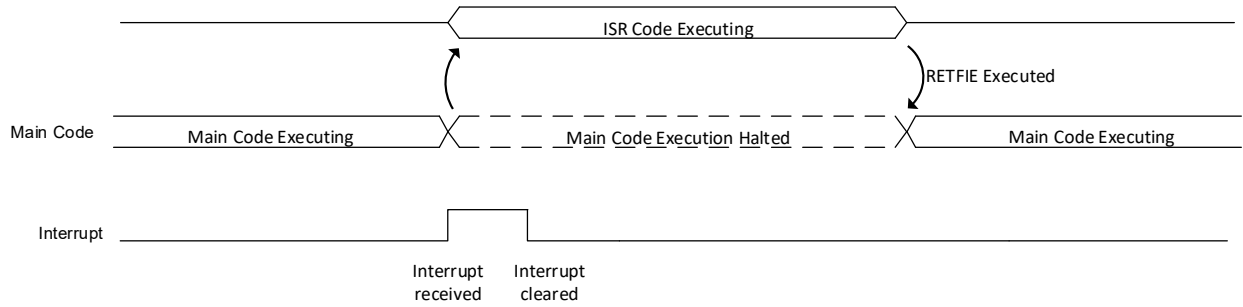 ISR Code Executing
RETFIE Executed
Main Code
Main Code Executing
Main Code Execution Halted
Main Code Executing
Interrupt
Interrupt
received
Interrupt
cleared